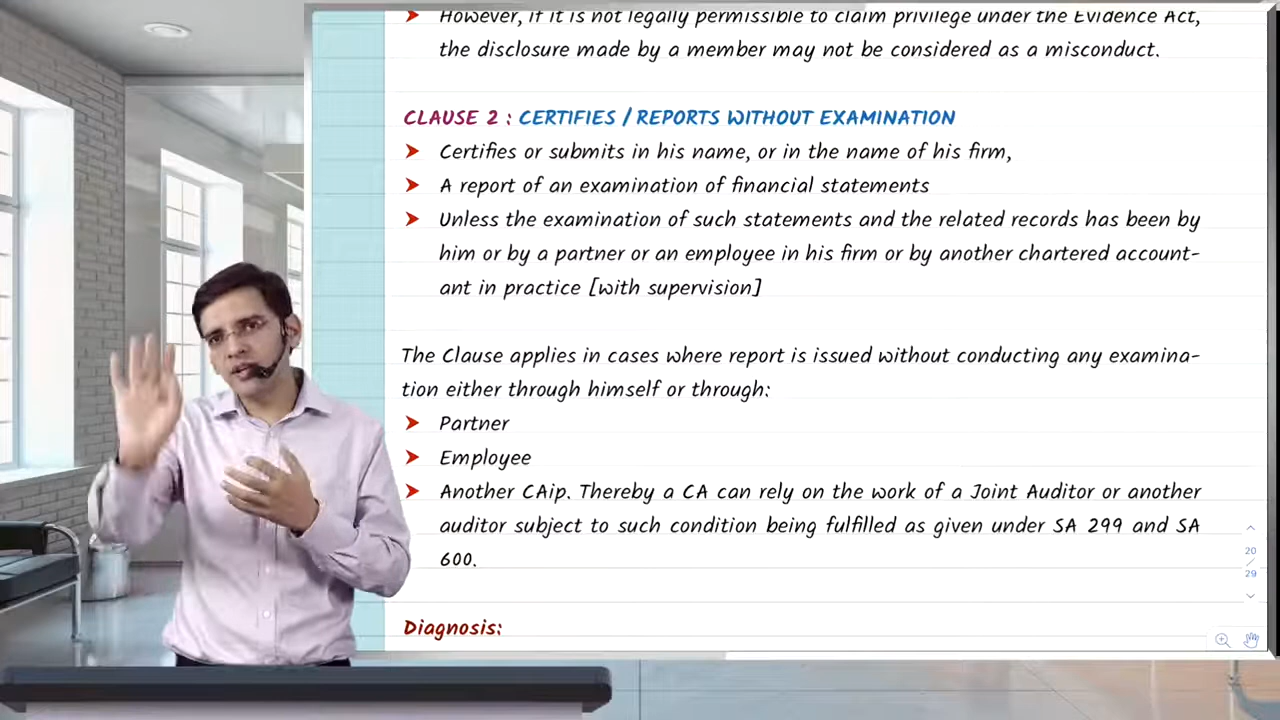 However, if it is not legally permissible to claim privilege under the Evidence Act,
the disclosure made by a member may not be considered as a misconduct.
CLAUSE 2 : CERTIFIES / REPORTS WITHOUT EXAMINATION
Certifies or submits in his name, or in the name of his firm,
A report of an examination of financial statements
Unless the examination of such statements and the related records has been by
him or by a partner or an employee in his firm or by another chartered account-
ant in practice [with supervision]
The Clause applies in cases where report is issued without conducting any examina-
tion either through himself or through:
Partner
Employee
Another CAip. Thereby a CA can rely on the work of a Joint Auditor or another
auditor subject to such condition being fulfilled as given under SA 299 and SA
600.
Diagnosis:
20
/
29